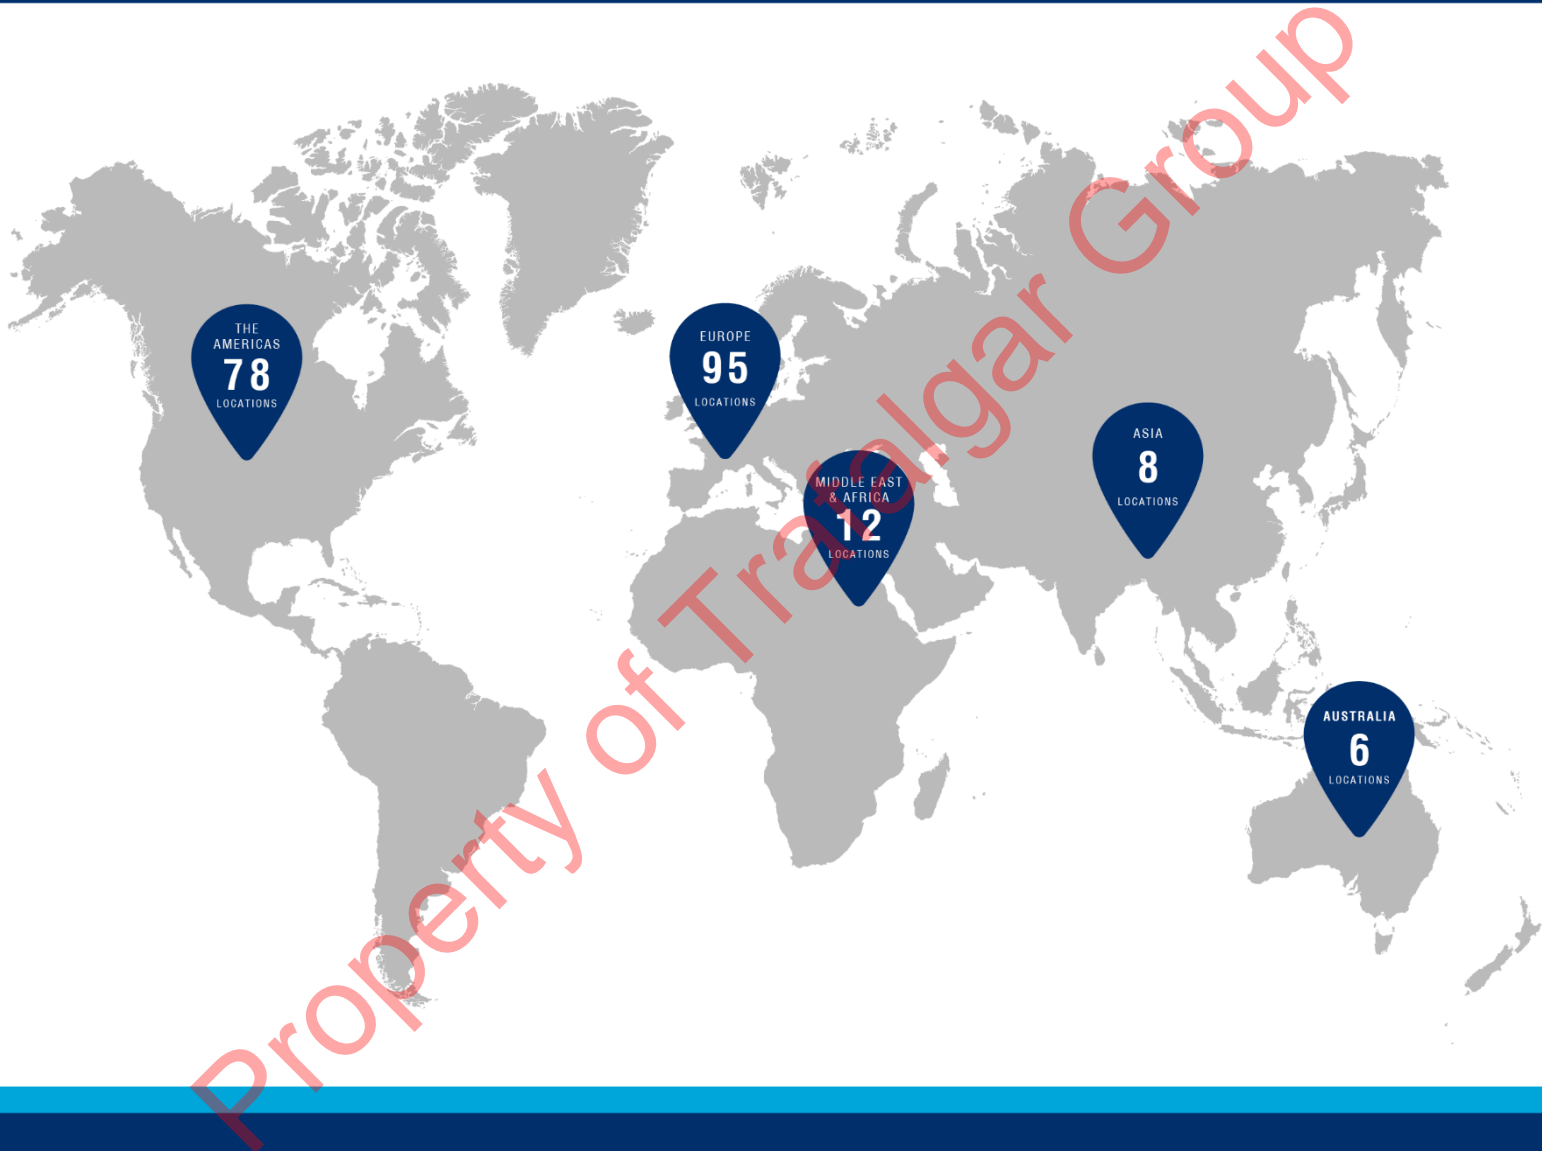 THE
AMERICAS
78
LOCATIONS
EUROPE
95
LOCATIONS
MIDDLE EAST
& AFRICA
12
LOCATIONS
ASIA
8
LOCATIONS
AUSTRALIA
6
LOCATIONS
Property of Trafalgar Group